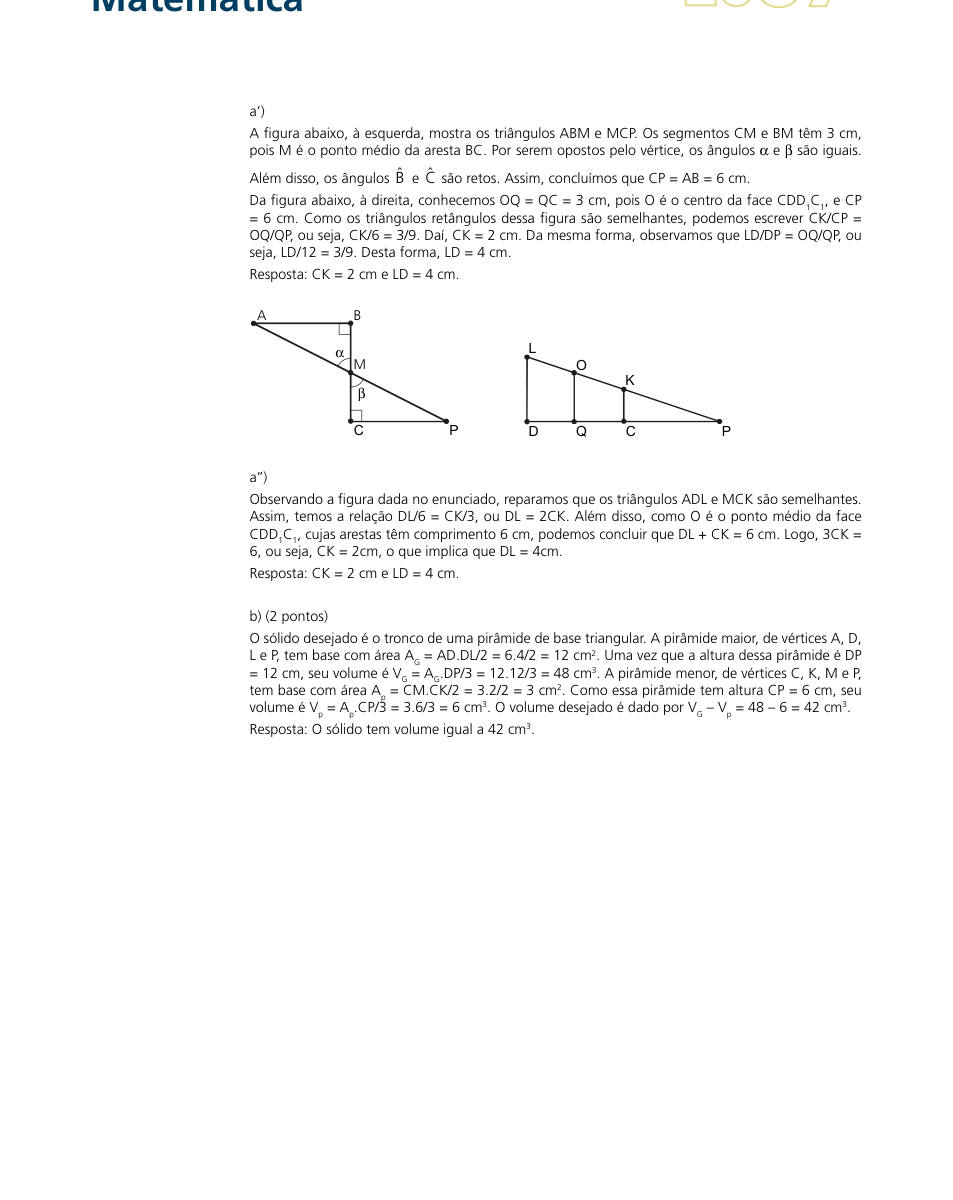 Matemática
a’)
A figura abaixo, à esquerda, mostra os triângulos ABM e MCP. Os segmentos CM e BM têm 3 cm,
pois M é o ponto médio da aresta BC. Por serem opostos pelo vértice, os ângulos α e β são iguais.
Além disso, os ângulos B̂ e Ĉ são retos. Assim, concluímos que CP = AB = 6 cm.
Da figura abaixo, à direita, conhecemos OQ = QC = 3 cm, pois O é o centro da face CDD₁C₁, e CP
= 6 cm. Como os triângulos retângulos dessa figura são semelhantes, podemos escrever CK/CP =
OQ/QP, ou seja, CK/6 = 3/9. Daí, CK = 2 cm. Da mesma forma, observamos que LD/DP = OQ/QP, ou
seja, LD/12 = 3/9. Desta forma, LD = 4 cm.
Resposta: CK = 2 cm e LD = 4 cm.
A B
α
M
β
C P
L
O
K
D Q C P
a”)
Observando a figura dada no enunciado, reparamos que os triângulos ADL e MCK são semelhantes.
Assim, temos a relação DL/6 = CK/3, ou DL = 2CK. Além disso, como O é o ponto médio da face
CDD₁C₁, cujas arestas têm comprimento 6 cm, podemos concluir que DL + CK = 6 cm. Logo, 3CK =
6, ou seja, CK = 2cm, o que implica que DL = 4cm.
Resposta: CK = 2 cm e LD = 4 cm.
b) (2 pontos)
O sólido desejado é o tronco de uma pirâmide de base triangular. A pirâmide maior, de vértices A, D,
L e P, tem base com área A_G = AD.DL/2 = 6.4/2 = 12 cm². Uma vez que a altura dessa pirâmide é DP
= 12 cm, seu volume é V_G = A_G.DP/3 = 12.12/3 = 48 cm³. A pirâmide menor, de vértices C, K, M e P,
tem base com área A_p = CM.CK/2 = 3.2/2 = 3 cm². Como essa pirâmide tem altura CP = 6 cm, seu
volume é V_p = A_p.CP/3 = 3.6/3 = 6 cm³. O volume desejado é dado por V_G – V_p = 48 – 6 = 42 cm³.
Resposta: O sólido tem volume igual a 42 cm³.